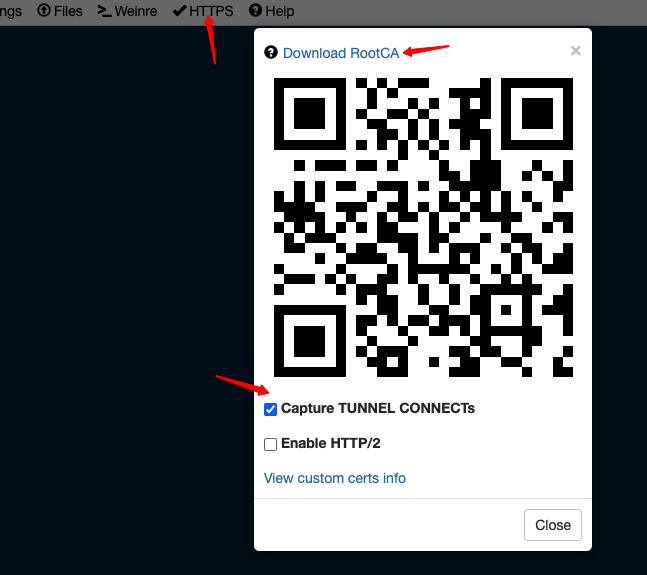 ngs Files Weinre HTTPS Help
Download RootCA ×
Capture TUNNEL CONNECTs
Enable HTTP/2
View custom certs info
Close